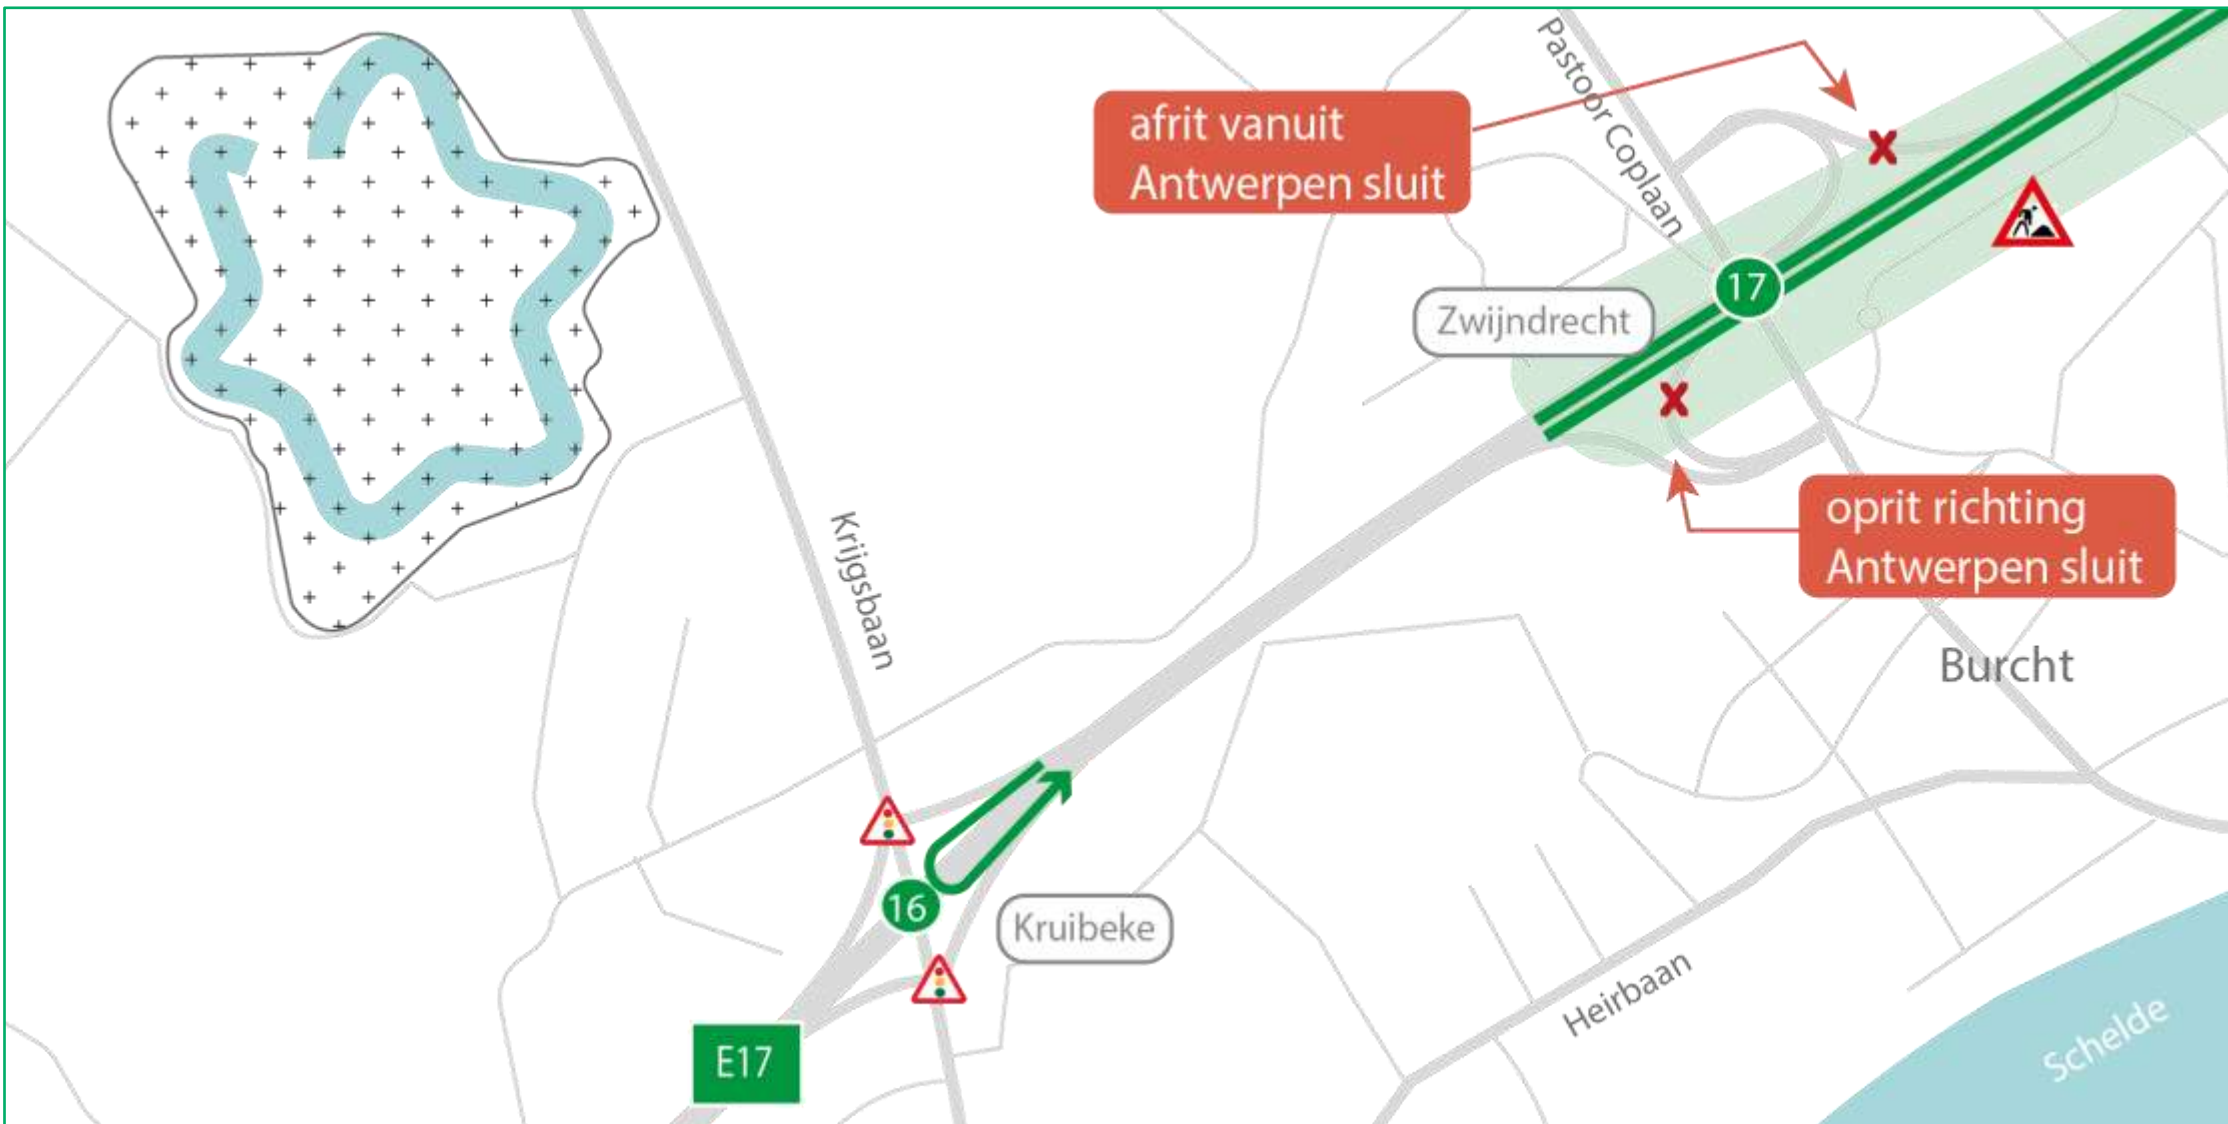 Pastoor Coplaan
afrit vanuit
Antwerpen sluit
17
Zwijndrecht
oprit richting
Antwerpen sluit
Krijgsbaan
Burcht
16
Kruibeke
Heirbaan
E17
Schelde